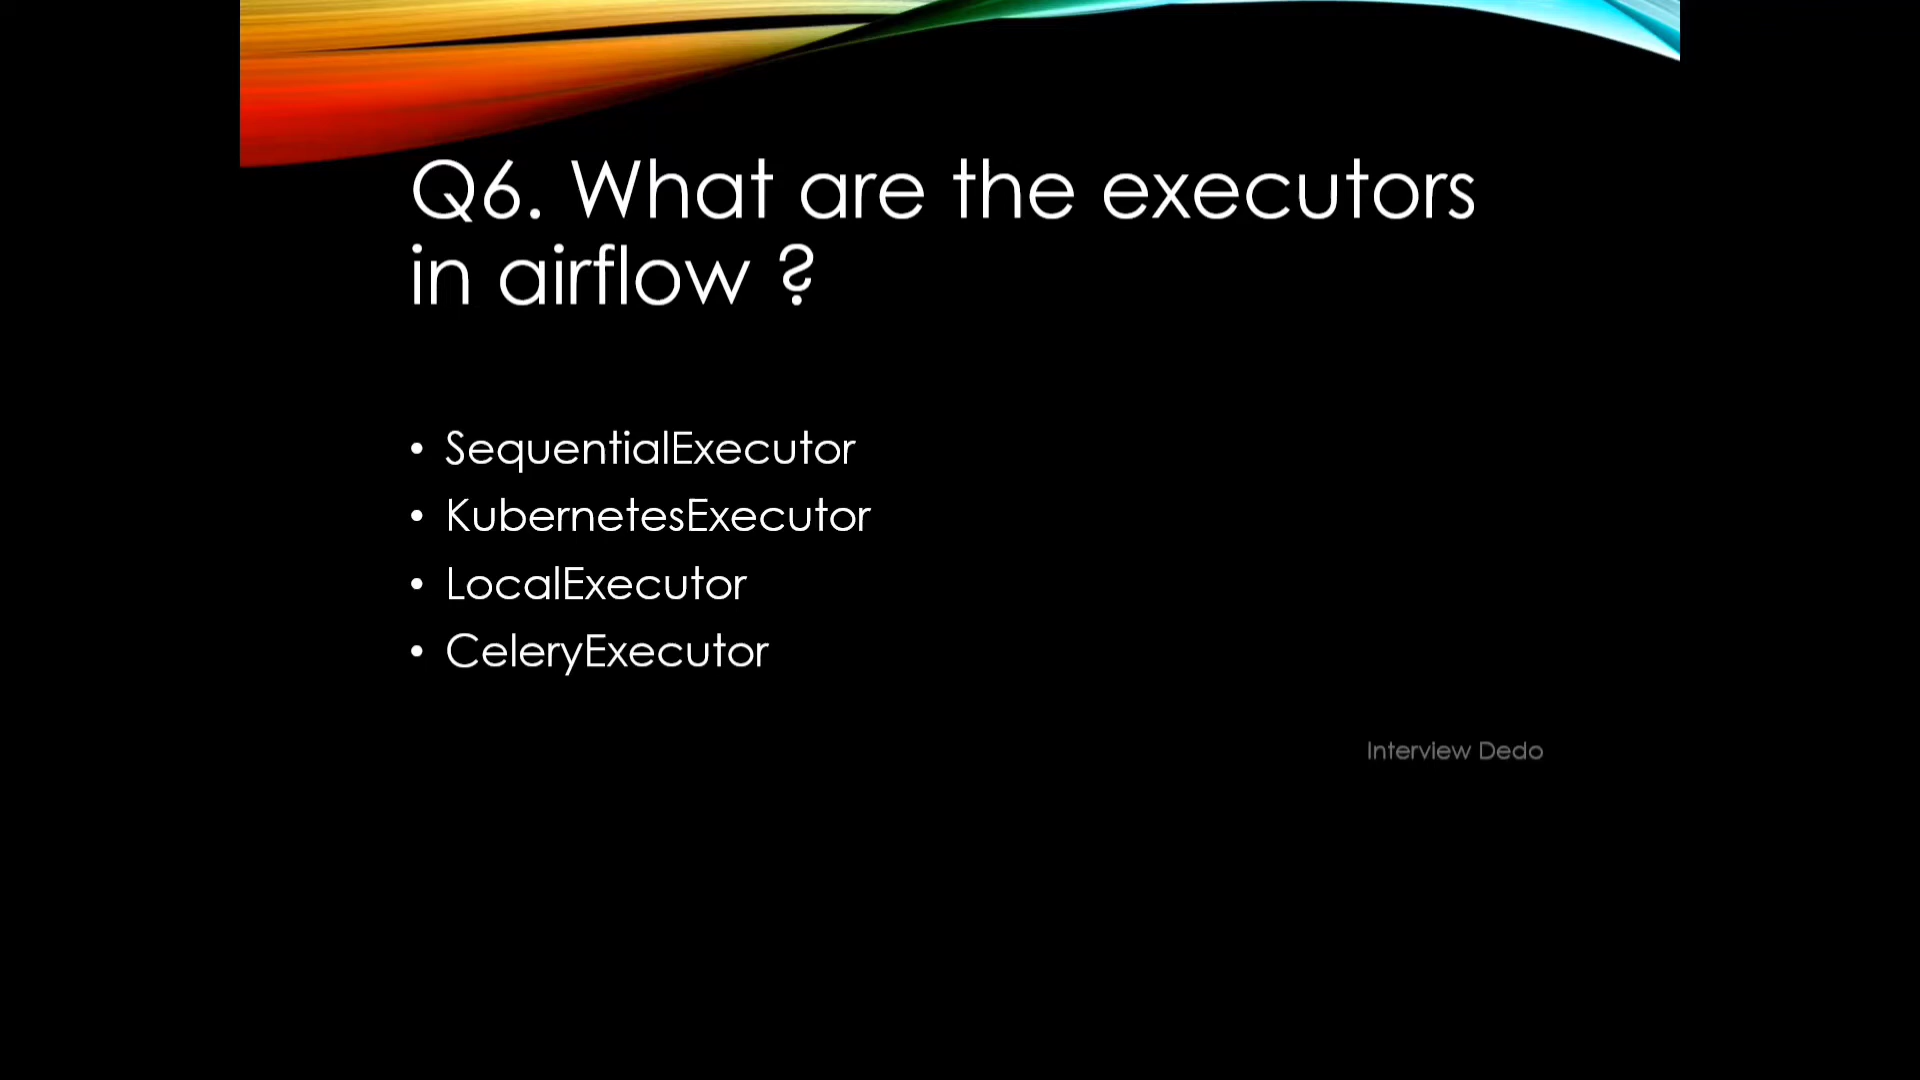 Q6. What are the executors
in airflow ?
• SequentialExecutor
• KubernetesExecutor
• LocalExecutor
• CeleryExecutor
Interview Dedo